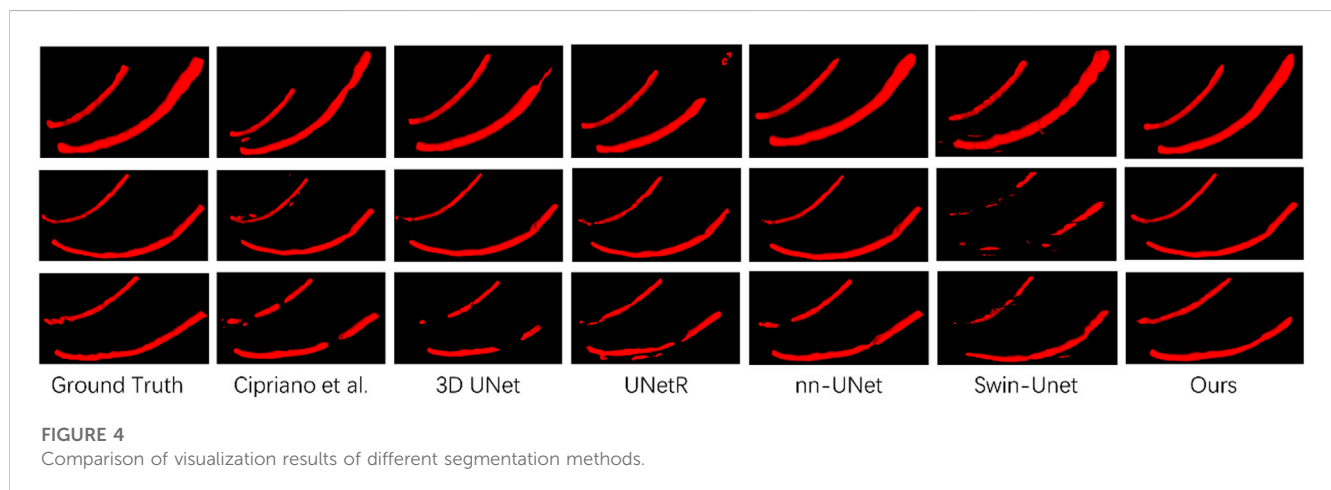 Ground Truth Cipriano et al. 3D UNet UNetR nn-UNet Swin-Unet Ours
FIGURE 4
Comparison of visualization results of different segmentation methods.